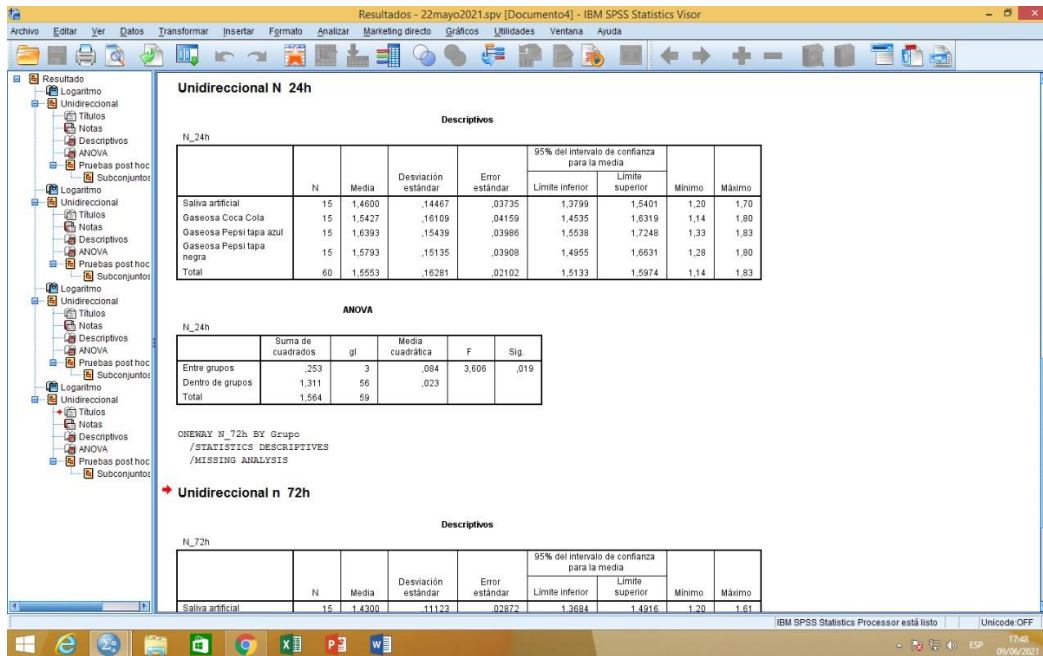 Resultados - 22mayo2021.spv [Documento4] - IBM SPSS Statistics Visor
Archivo Editar Ver Datos Transformar Insertar Formato Analizar Marketing directo Gráficos Utilidades Ventana Ayuda
Resultado
Logaritmo
Unidireccional
Títulos
Notas
Descriptivos
ANOVA
Pruebas post hoc
Subconjuntos
Logaritmo
Unidireccional
Títulos
Notas
Descriptivos
ANOVA
Pruebas post hoc
Subconjuntos
Logaritmo
Unidireccional
Títulos
Notas
Descriptivos
ANOVA
Pruebas post hoc
Subconjuntos
Logaritmo
Unidireccional
Títulos
Notas
Descriptivos
ANOVA
Pruebas post hoc
Subconjuntos
Unidireccional N 24h
Descriptivos
N_24h
95% del intervalo de confianza
para la media
N Media Desviación estándar Error estándar Límite inferior Límite superior Mínimo Máximo
Saliva artificial 15 1,4600 ,14467 ,03735 1,3799 1,5401 1,20 1,70
Gaseosa Coca Cola 15 1,5427 ,16109 ,04159 1,4535 1,6319 1,14 1,80
Gaseosa Pepsi tapa azul 15 1,6393 ,15439 ,03986 1,5538 1,7248 1,33 1,83
Gaseosa Pepsi tapa negra 15 1,5793 ,15135 ,03908 1,4955 1,6631 1,28 1,80
Total 60 1,5553 ,16281 ,02102 1,5133 1,5974 1,14 1,83
ANOVA
N_24h
Suma de cuadrados gl Media cuadrática F Sig.
Entre grupos ,253 3 ,084 3,606 ,019
Dentro de grupos 1,311 56 ,023
Total 1,564 59
ONEWAY N_72h BY Grupo
/STATISTICS DESCRIPTIVES
/MISSING ANALYSIS
Unidireccional n 72h
Descriptivos
N_72h
95% del intervalo de confianza
para la media
N Media Desviación estándar Error estándar Límite inferior Límite superior Mínimo Máximo
Saliva artificial 15 1,4300 ,11123 ,02872 1,3684 1,4916 1,20 1,61
IBM SPSS Statistics Processor está listo Unicode:OFF
ESP 17:48
09/06/2021